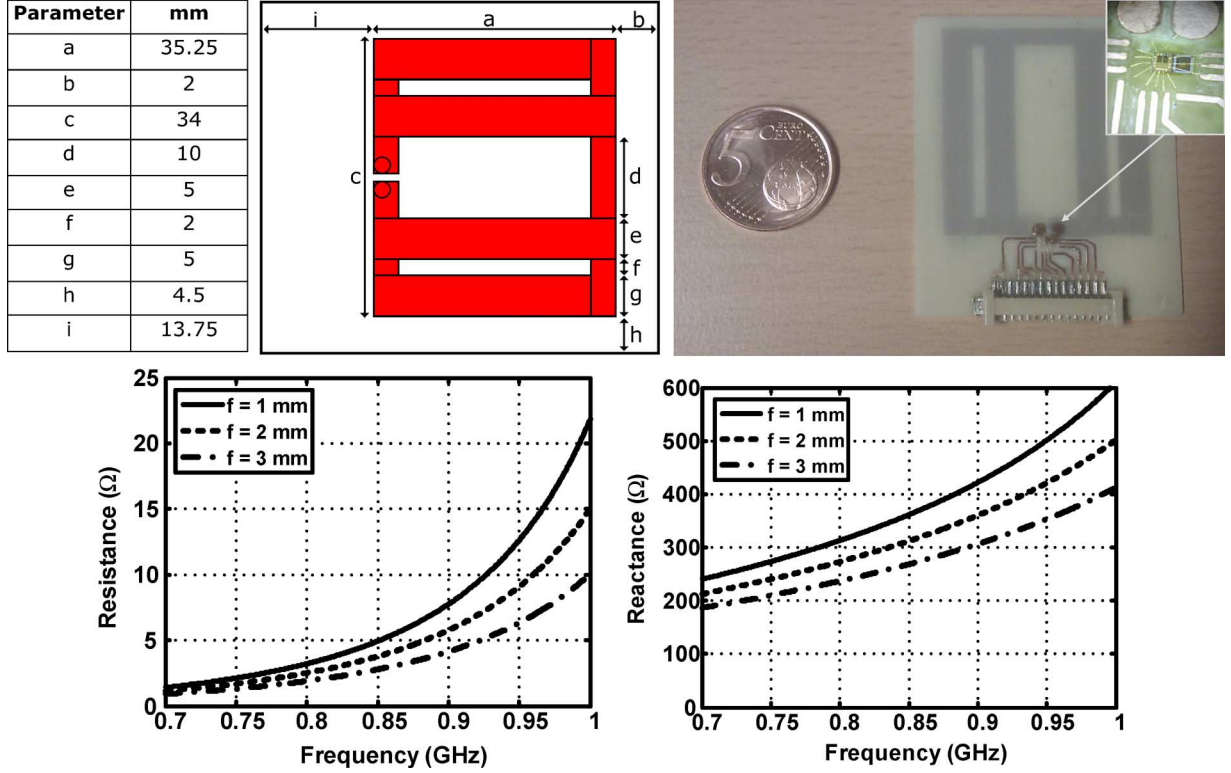 Parameter mm
a 35.25
b 2
c 34
d 10
e 5
f 2
g 5
h 4.5
i 13.75
i a b
c
d
e
f
g
h
5 EURO
CENT
25
20
15
10
5
0
Resistance (Ω)
f = 1 mm
f = 2 mm
f = 3 mm
0.7 0.75 0.8 0.85 0.9 0.95 1
Frequency (GHz)
600
500
400
300
200
100
0
Reactance (Ω)
f = 1 mm
f = 2 mm
f = 3 mm
0.7 0.75 0.8 0.85 0.9 0.95 1
Frequency (GHz)